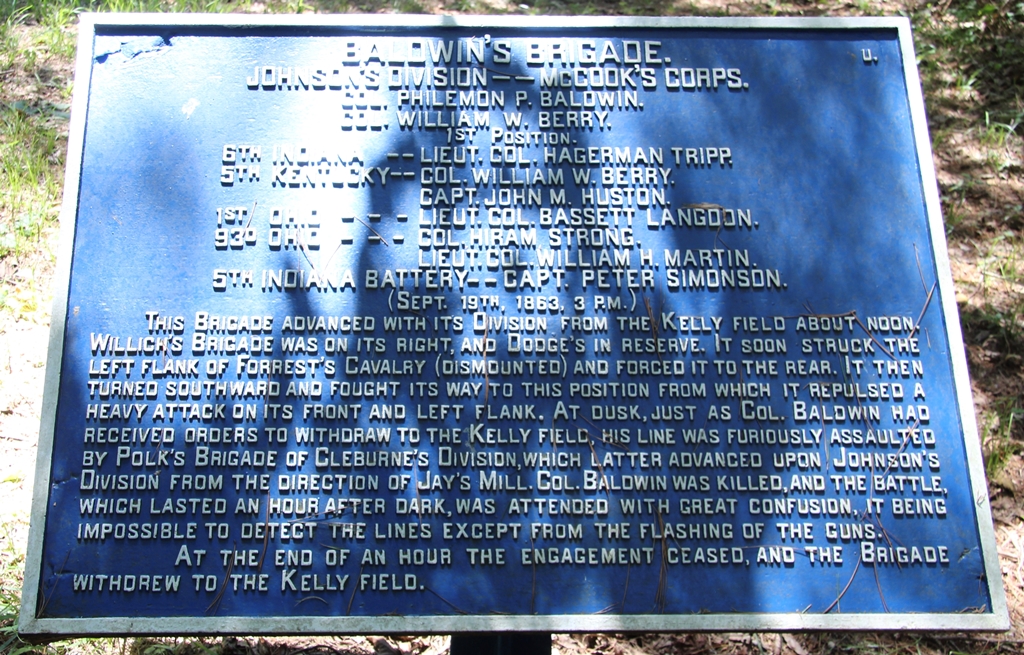 BALDWIN'S BRIGADE. U.
JOHNSON'S DIVISION -- McCOOK'S CORPS.
COL. PHILEMON P. BALDWIN.
COL. WILLIAM W. BERRY.
1ST POSITION.
6TH INDIANA -- LIEUT. COL. HAGERMAN TRIPP.
5TH KENTUCKY -- COL. WILLIAM W. BERRY.
CAPT. JOHN M. HUSTON.
1ST OHIO - - - LIEUT. COL. BASSETT LANGDON.
93D OHIO - - - COL. HIRAM STRONG.
LIEUT. COL. WILLIAM H. MARTIN.
5TH INDIANA BATTERY -- CAPT. PETER SIMONSON.
(SEPT. 19TH, 1863, 3 P.M.)
THIS BRIGADE ADVANCED WITH ITS DIVISION FROM THE KELLY FIELD ABOUT NOON,
WILLICH'S BRIGADE WAS ON ITS RIGHT, AND DODGE'S IN RESERVE. IT SOON STRUCK THE
LEFT FLANK OF FORREST'S CAVALRY (DISMOUNTED) AND FORCED IT TO THE REAR. IT THEN
TURNED SOUTHWARD AND FOUGHT ITS WAY TO THIS POSITION FROM WHICH IT REPULSED A
HEAVY ATTACK ON ITS FRONT AND LEFT FLANK. AT DUSK, JUST AS COL. BALDWIN HAD
RECEIVED ORDERS TO WITHDRAW TO THE KELLY FIELD, HIS LINE WAS FURIOUSLY ASSAULTED
BY POLK'S BRIGADE OF CLEBURNE'S DIVISION, WHICH LATTER ADVANCED UPON JOHNSON'S
DIVISION FROM THE DIRECTION OF JAY'S MILL. COL. BALDWIN WAS KILLED, AND THE BATTLE,
WHICH LASTED AN HOUR AFTER DARK, WAS ATTENDED WITH GREAT CONFUSION, IT BEING
IMPOSSIBLE TO DETECT THE LINES EXCEPT FROM THE FLASHING OF THE GUNS.
AT THE END OF AN HOUR THE ENGAGEMENT CEASED, AND THE BRIGADE
WITHDREW TO THE KELLY FIELD.